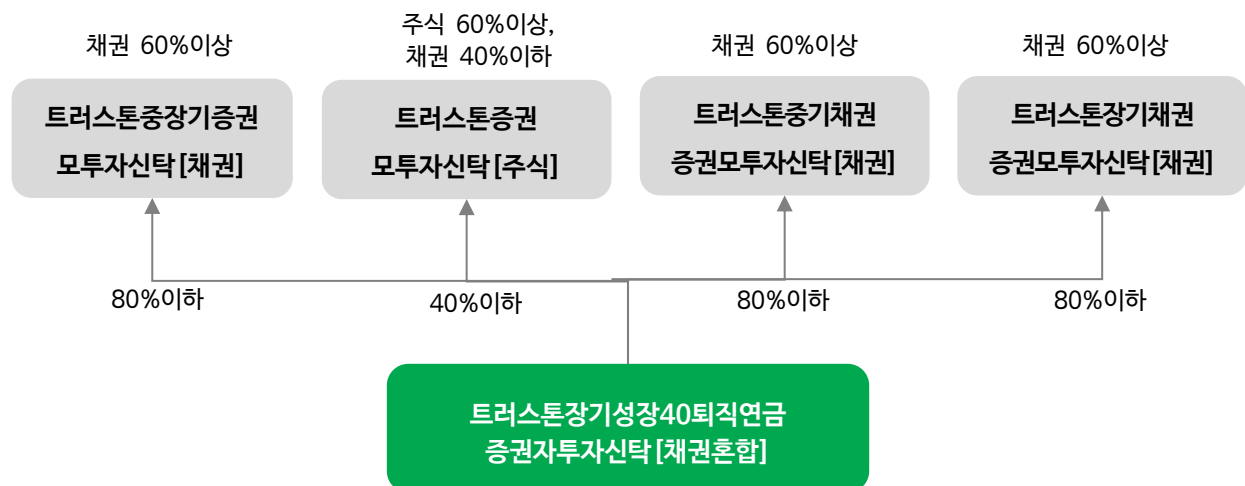 채권 60%이상
주식 60%이상,
채권 40%이하
채권 60%이상
채권 60%이상
트러스톤중장기증권
모투자신탁[채권]
트러스톤증권
모투자신탁[주식]
트러스톤중기채권
증권모투자신탁[채권]
트러스톤장기채권
증권모투자신탁[채권]
80%이하
40%이하
80%이하
80%이하
트러스톤장기성장40퇴직연금
증권자투자신탁[채권혼합]